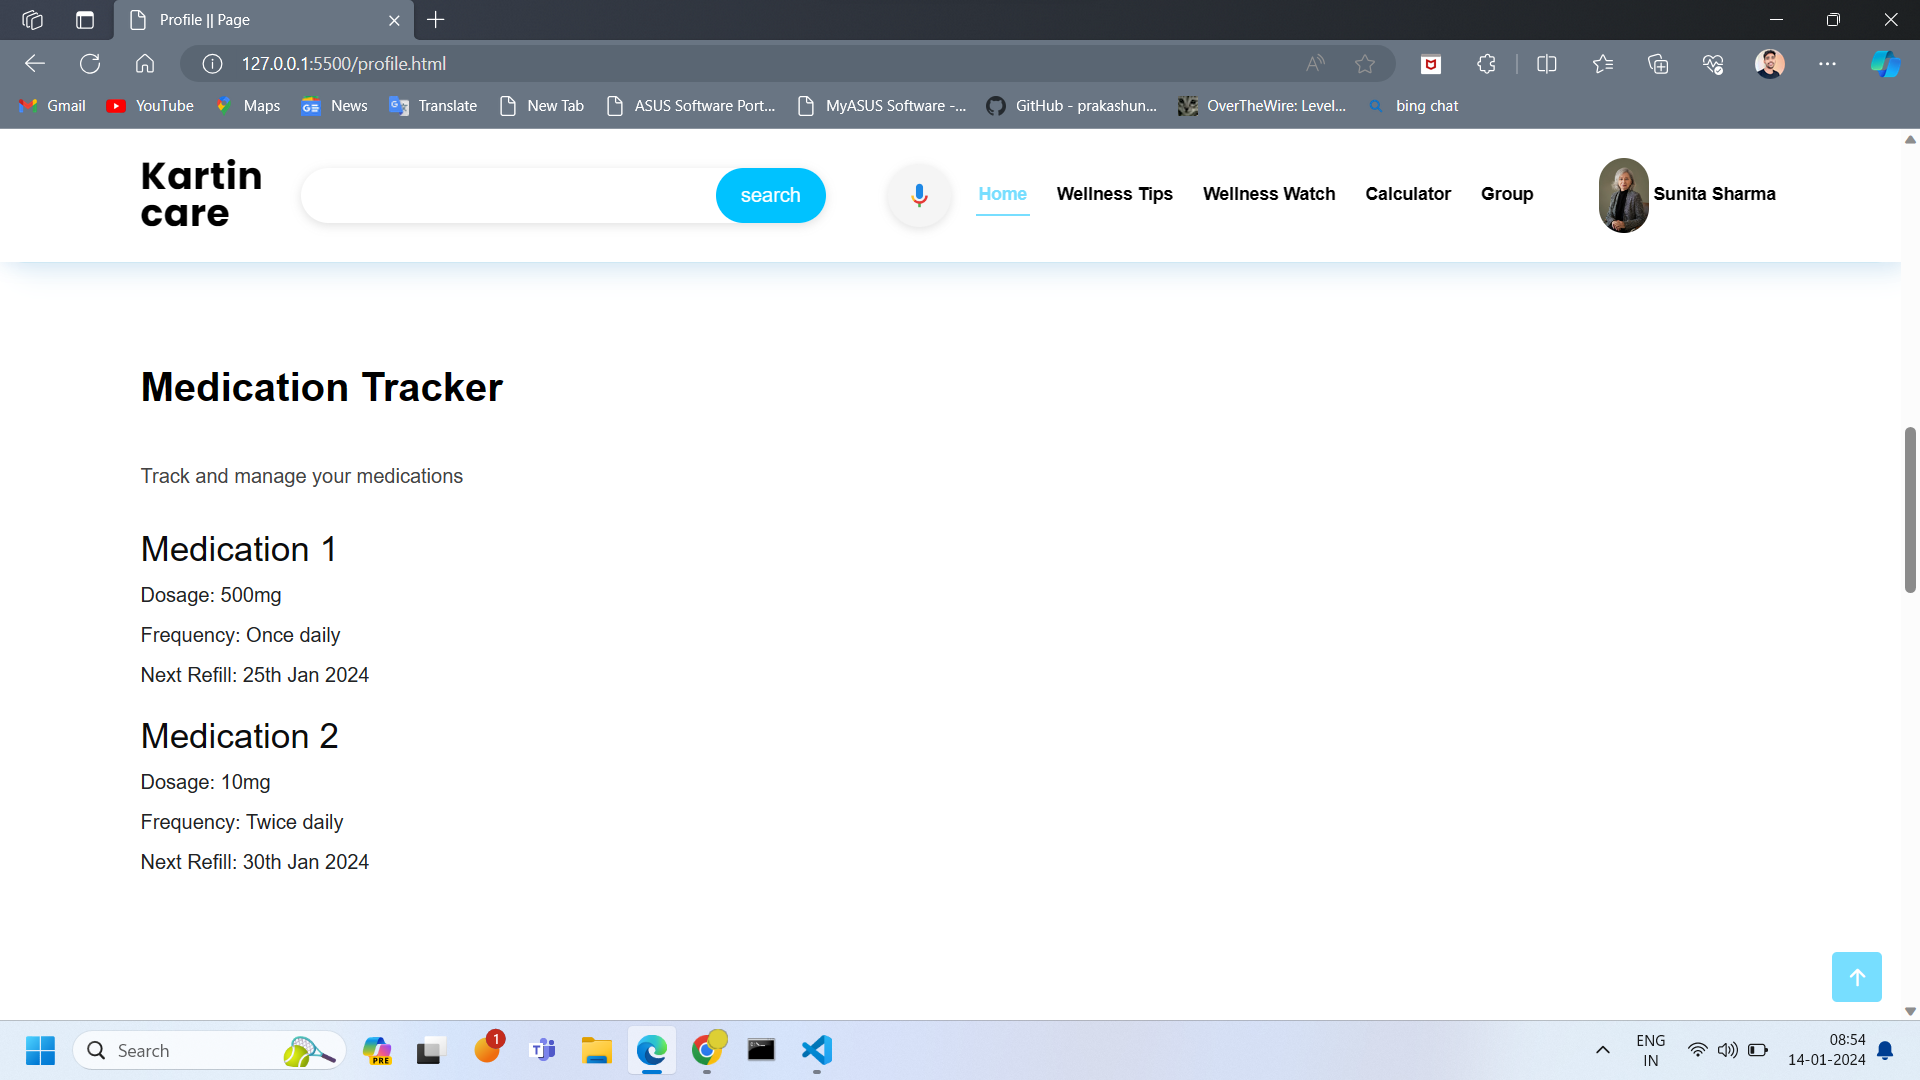 Profile || Page
127.0.0.1:5500/profile.html
Gmail YouTube Maps News Translate New Tab ASUS Software Port... MyASUS Software -... GitHub - prakashun... OverTheWire: Level... bing chat
Kartin
care
search
Home Wellness Tips Wellness Watch Calculator Group Sunita Sharma
Medication Tracker
Track and manage your medications
Medication 1
Dosage: 500mg
Frequency: Once daily
Next Refill: 25th Jan 2024
Medication 2
Dosage: 10mg
Frequency: Twice daily
Next Refill: 30th Jan 2024
Search
PRE
1
ENG
IN
08:54
14-01-2024